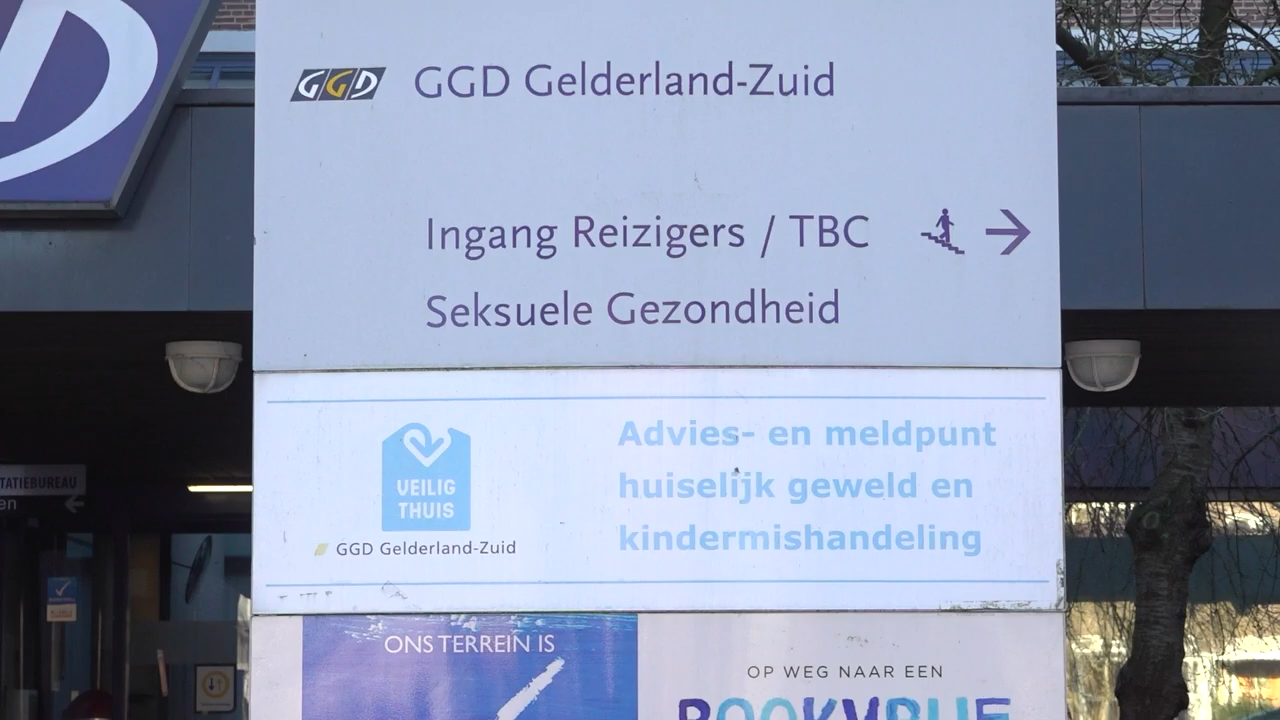 GGD GGD Gelderland-Zuid
Ingang Reizigers / TBC
Seksuele Gezondheid
VEILIG
THUIS
GGD Gelderland-Zuid
Advies- en meldpunt
huiselijk geweld en
kindermishandeling
ONS TERREIN IS
OP WEG NAAR EEN
ROOKVRIJE